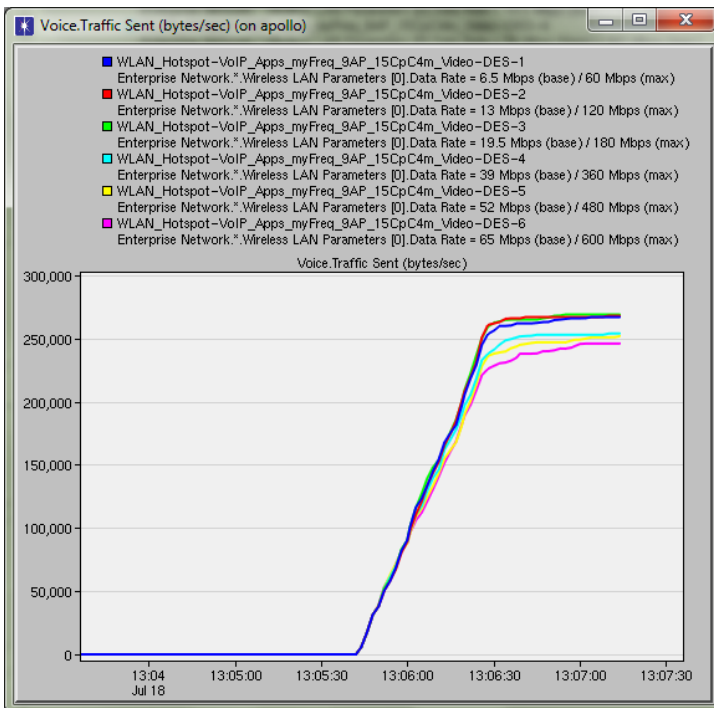 Voice.Traffic Sent (bytes/sec) (on apollo)
WLAN_Hotspot-VoIP_Apps_myFreq_9AP_15CpC4m_Video-DES-1
Enterprise Network.*.Wireless LAN Parameters [0].Data Rate = 6.5 Mbps (base) / 60 Mbps (max)
WLAN_Hotspot-VoIP_Apps_myFreq_9AP_15CpC4m_Video-DES-2
Enterprise Network.*.Wireless LAN Parameters [0].Data Rate = 13 Mbps (base) / 120 Mbps (max)
WLAN_Hotspot-VoIP_Apps_myFreq_9AP_15CpC4m_Video-DES-3
Enterprise Network.*.Wireless LAN Parameters [0].Data Rate = 19.5 Mbps (base) / 180 Mbps (max)
WLAN_Hotspot-VoIP_Apps_myFreq_9AP_15CpC4m_Video-DES-4
Enterprise Network.*.Wireless LAN Parameters [0].Data Rate = 39 Mbps (base) / 360 Mbps (max)
WLAN_Hotspot-VoIP_Apps_myFreq_9AP_15CpC4m_Video-DES-5
Enterprise Network.*.Wireless LAN Parameters [0].Data Rate = 52 Mbps (base) / 480 Mbps (max)
WLAN_Hotspot-VoIP_Apps_myFreq_9AP_15CpC4m_Video-DES-6
Enterprise Network.*.Wireless LAN Parameters [0].Data Rate = 65 Mbps (base) / 600 Mbps (max)
Voice.Traffic Sent (bytes/sec)
300,000
250,000
200,000
150,000
100,000
50,000
0
13:04 13:05:00 13:05:30 13:06:00 13:06:30 13:07:00 13:07:30
Jul 18